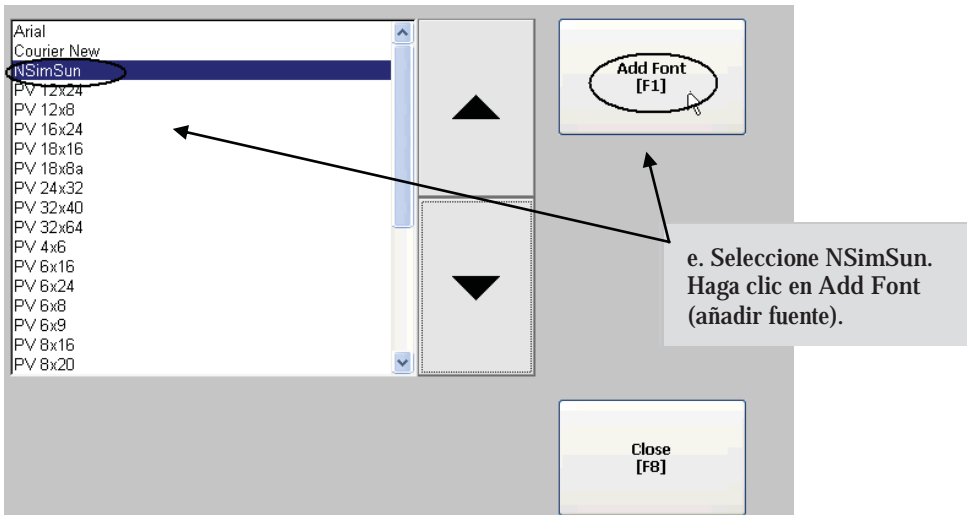 Arial
Courier New
NSimSun
PV 12x24
PV 12x8
PV 16x24
PV 18x16
PV 18x8a
PV 24x32
PV 32x40
PV 32x64
PV 4x6
PV 6x16
PV 6x24
PV 6x8
PV 6x9
PV 8x16
PV 8x20
Add Font
[F1]
e. Seleccione NSimSun.
Haga clic en Add Font
(añadir fuente).
Close
[F8]